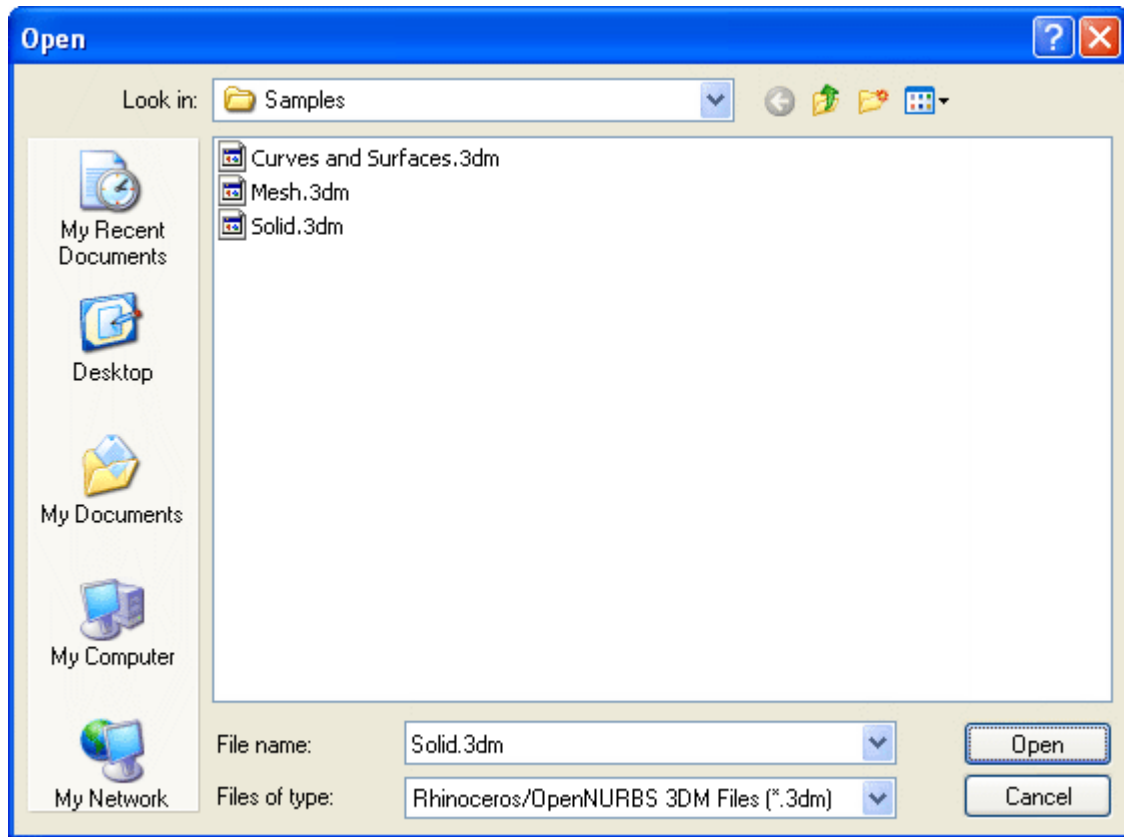 Open
Look in: Samples
Curves and Surfaces.3dm
Mesh.3dm
Solid.3dm
My Recent
Documents
Desktop
My Documents
My Computer
My Network
File name: Solid.3dm Open
Files of type: Rhinoceros/OpenNURBS 3DM Files (*.3dm) Cancel